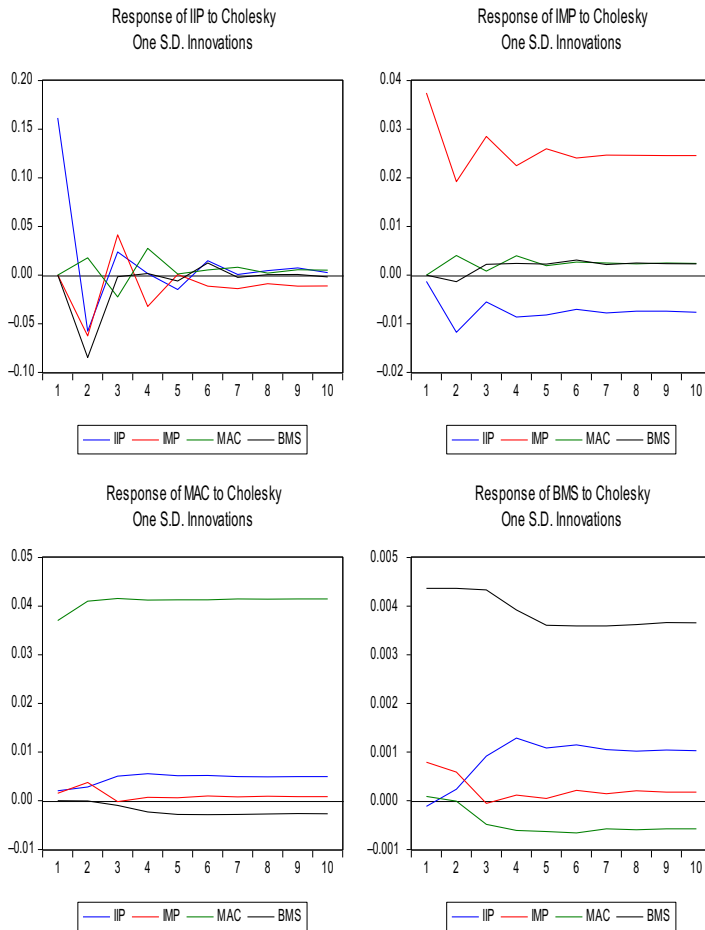 Response of IIP to Cholesky
One S.D. Innovations
0.20
0.15
0.10
0.05
0.00
−0.05
−0.10
1 2 3 4 5 6 7 8 9 10
IIP IMP MAC BMS
Response of IMP to Cholesky
One S.D. Innovations
0.04
0.03
0.02
0.01
0.00
−0.01
−0.02
1 2 3 4 5 6 7 8 9 10
IIP IMP MAC BMS
Response of MAC to Cholesky
One S.D. Innovations
0.05
0.04
0.03
0.02
0.01
0.00
−0.01
1 2 3 4 5 6 7 8 9 10
IIP IMP MAC BMS
Response of BMS to Cholesky
One S.D. Innovations
0.005
0.004
0.003
0.002
0.001
0.000
−0.001
1 2 3 4 5 6 7 8 9 10
IIP IMP MAC BMS